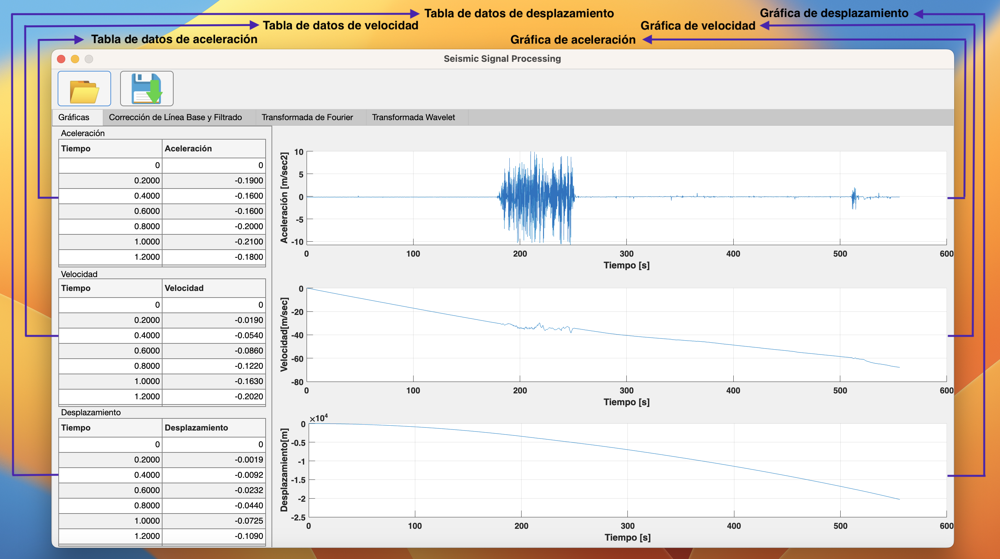 Tabla de datos de desplazamiento
Gráfica de desplazamiento
Tabla de datos de velocidad
Gráfica de velocidad
Tabla de datos de aceleración
Gráfica de aceleración
Seismic Signal Processing
Gráficas Corrección de Línea Base y Filtrado Transformada de Fourier Transformada Wavelet
Aceleración
Tiempo Aceleración
0 0
0.2000 -0.1900
0.4000 -0.1600
0.6000 -0.1600
0.8000 -0.2000
1.0000 -0.2100
1.2000 -0.1800
Velocidad
Tiempo Velocidad
0 0
0.2000 -0.0190
0.4000 -0.0540
0.6000 -0.0860
0.8000 -0.1220
1.0000 -0.1630
1.2000 -0.2020
Desplazamiento
Tiempo Desplazamiento
0 0
0.2000 -0.0019
0.4000 -0.0092
0.6000 -0.0232
0.8000 -0.0440
1.0000 -0.0725
1.2000 -0.1090
Aceleración [m/sec2]
10
5
0
-5
-10
0 100 200 300 400 500 600
Tiempo [s]
Velocidad[m/sec]
0
-20
-40
-60
-80
0 100 200 300 400 500 600
Tiempo [s]
Desplazamiento[m]
×10⁴
0
-0.5
-1
-1.5
-2
-2.5
0 100 200 300 400 500 600
Tiempo [s]